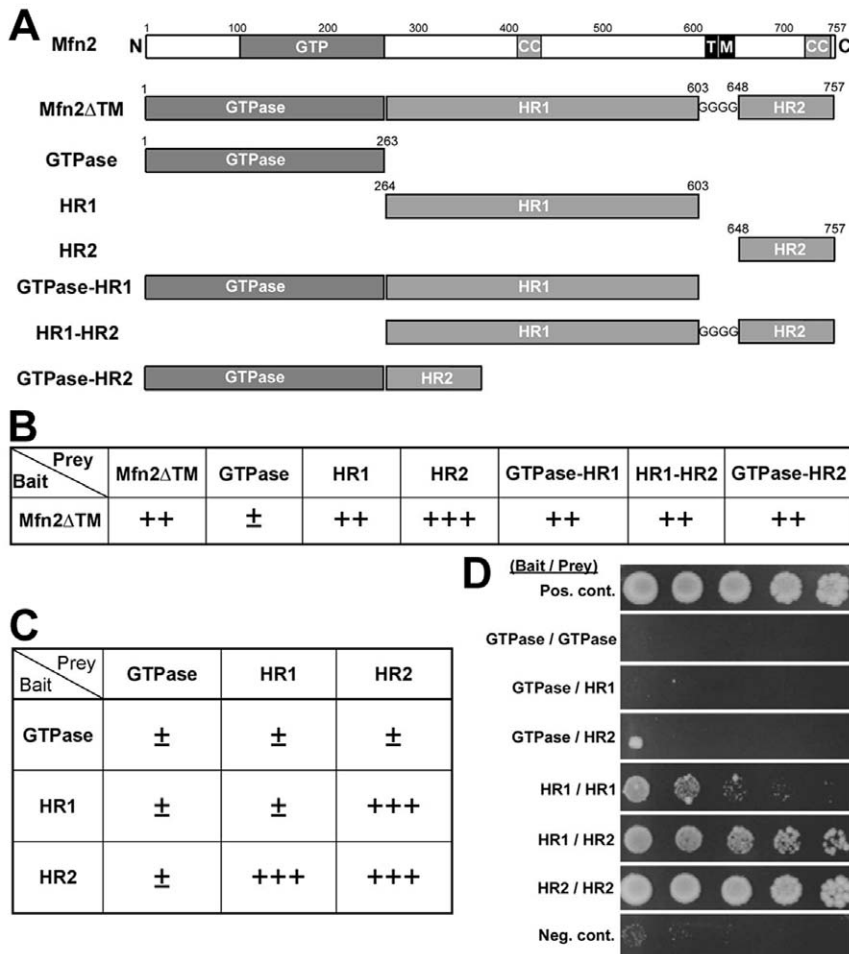 A
1 100 200 300 400 500 600 700 757
Mfn2 N GTP CC T M CC C
1 603 648 757
Mfn2ΔTM GTPase HR1 GGGG HR2
1 263
GTPase GTPase
264 603
HR1 HR1
648 757
HR2 HR2
GTPase-HR1 GTPase HR1
HR1-HR2 HR1 GGGG HR2
GTPase-HR2 GTPase HR2
B
Prey Bait Mfn2ΔTM GTPase HR1 HR2 GTPase-HR1 HR1-HR2 GTPase-HR2
Mfn2ΔTM ++ ± ++ +++ ++ ++ ++
C
Prey Bait GTPase HR1 HR2
GTPase ± ± ±
HR1 ± ± +++
HR2 ± +++ +++
D
(Bait / Prey)
Pos. cont.
GTPase / GTPase
GTPase / HR1
GTPase / HR2
HR1 / HR1
HR1 / HR2
HR2 / HR2
Neg. cont.